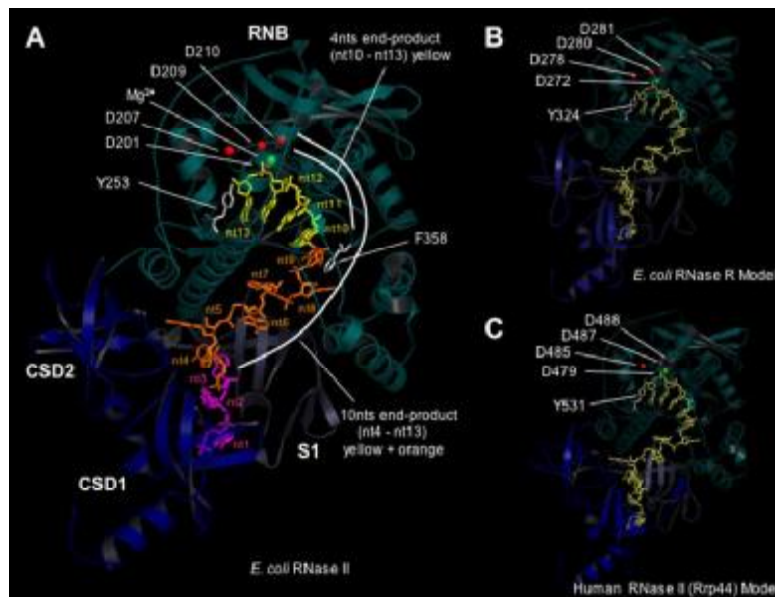 A
RNB
4nts end-product
(nt10 - nt13) yellow
D210
D209
Mg²⁺
D207
D201
Y253
nt12
nt11
nt10
nt13
nt9
F358
nt7
nt8
nt6
nt5
nt4
nt3
nt2
nt1
CSD2
CSD1
S1
10nts end-product
(nt4 - nt13)
yellow + orange
E. coli RNase II
B
D281
D280
D278
D272
Y324
E. coli RNase R Model
C
D488
D487
D485
D479
Y531
Human RNase II (Rrp44) Mode